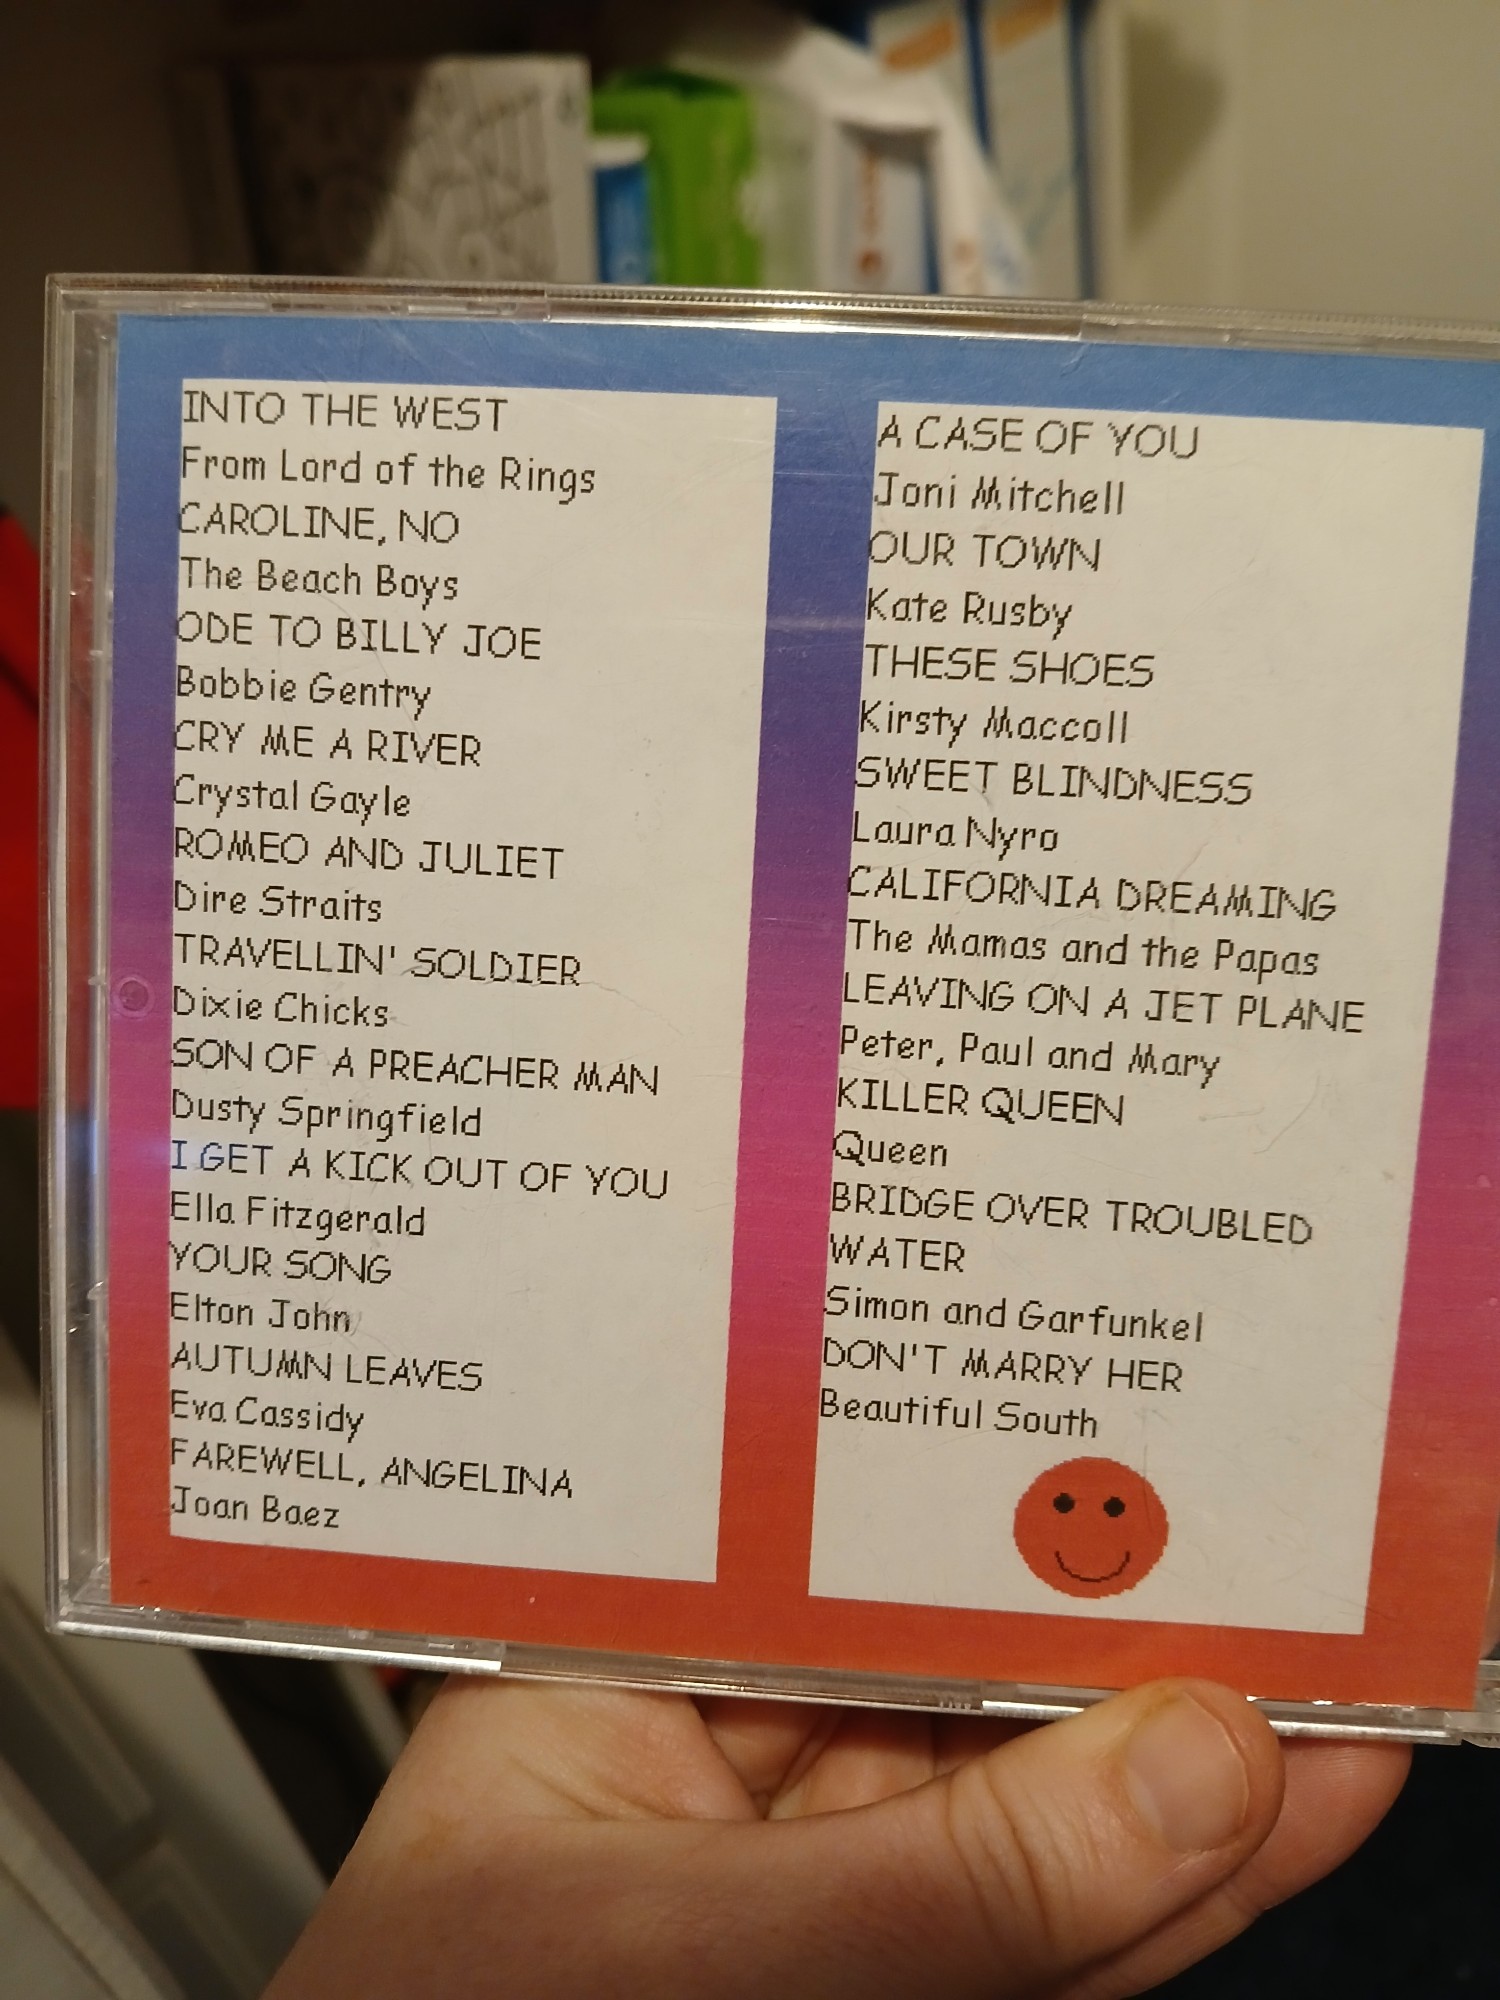 INTO THE WEST
From Lord of the Rings
CAROLINE, NO
The Beach Boys
ODE TO BILLY JOE
Bobbie Gentry
CRY ME A RIVER
Crystal Gayle
ROMEO AND JULIET
Dire Straits
TRAVELLIN' SOLDIER
Dixie Chicks
SON OF A PREACHER MAN
Dusty Springfield
I GET A KICK OUT OF YOU
Ella Fitzgerald
YOUR SONG
Elton John
AUTUMN LEAVES
Eva Cassidy
FAREWELL, ANGELINA
Joan Baez
A CASE OF YOU
Joni Mitchell
OUR TOWN
Kate Rusby
THESE SHOES
Kirsty Maccoll
SWEET BLINDNESS
Laura Nyro
CALIFORNIA DREAMING
The Mamas and the Papas
LEAVING ON A JET PLANE
Peter, Paul and Mary
KILLER QUEEN
Queen
BRIDGE OVER TROUBLED
WATER
Simon and Garfunkel
DON'T MARRY HER
Beautiful South